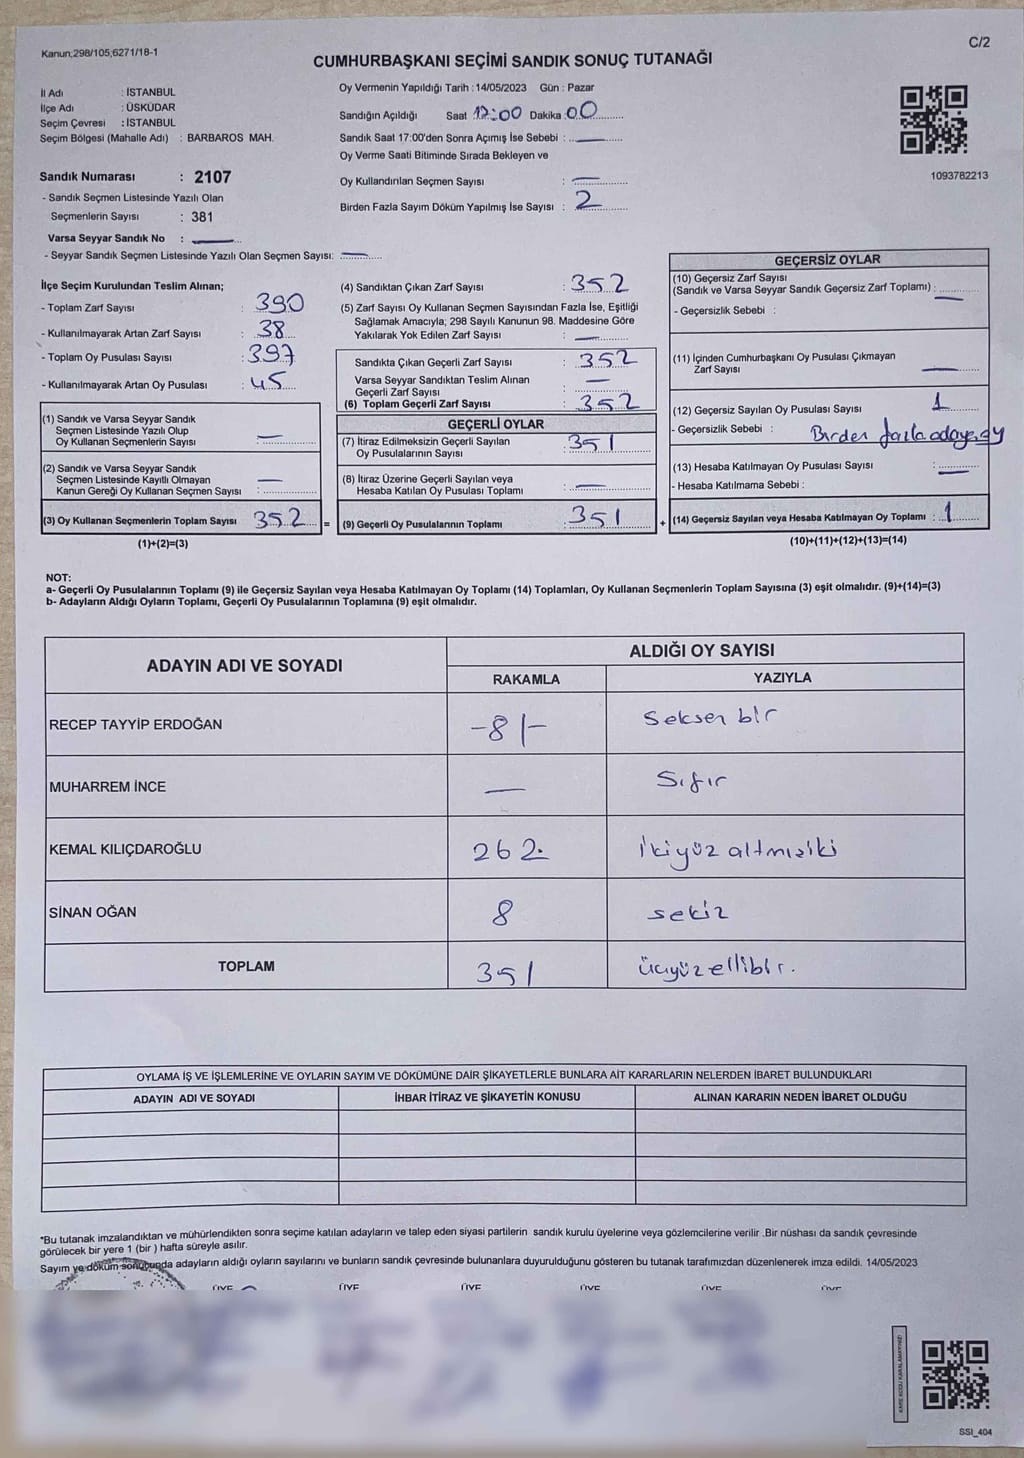 Kanun;298/105,6271/18-1
C/2
CUMHURBAŞKANI SEÇİMİ SANDIK SONUÇ TUTANAĞI
İl Adı : İSTANBUL
İlçe Adı : ÜSKÜDAR
Seçim Çevresi : İSTANBUL
Seçim Bölgesi (Mahalle Adı) : BARBAROS MAH.
Sandık Numarası : 2107
- Sandık Seçmen Listesinde Yazılı Olan
Seçmenlerin Sayısı : 381
Varsa Seyyar Sandık No : —
- Seyyar Sandık Seçmen Listesinde Yazılı Olan Seçmen Sayısı: —
Oy Vermenin Yapıldığı Tarih : 14/05/2023 Gün : Pazar
Sandığın Açıldığı Saat 17:00 Dakika :00
Sandık Saat 17:00'den Sonra Açımış İse Sebebi : —
Oy Verme Saati Bitiminde Sırada Bekleyen ve
Oy Kullandırılan Seçmen Sayısı : —
Birden Fazla Sayım Döküm Yapılmış İse Sayısı : 2
1093782213
İlçe Seçim Kurulundan Teslim Alınan;
- Toplam Zarf Sayısı : 390
- Kullanılmayarak Artan Zarf Sayısı : 38
- Toplam Oy Pusulası Sayısı : 397
- Kullanılmayarak Artan Oy Pusulası : 45
(1) Sandık ve Varsa Seyyar Sandık
Seçmen Listesinde Yazılı Olup
Oy Kullanan Seçmenlerin Sayısı : —
(2) Sandık ve Varsa Seyyar Sandık
Seçmen Listesinde Kayıtlı Olmayan
Kanun Gereği Oy Kullanan Seçmen Sayısı : —
(3) Oy Kullanan Seçmenlerin Toplam Sayısı 352 =
(1)+(2)=(3)
(4) Sandıktan Çıkan Zarf Sayısı : 352
(5) Zarf Sayısı Oy Kullanan Seçmen Sayısından Fazla İse, Eşitliği
Sağlamak Amacıyla; 298 Sayılı Kanunun 98. Maddesine Göre
Yakılarak Yok Edilen Zarf Sayısı : —
Sandıkta Çıkan Geçerli Zarf Sayısı : 352
Varsa Seyyar Sandıktan Teslim Alınan
Geçerli Zarf Sayısı : —
(6) Toplam Geçerli Zarf Sayısı : 352
GEÇERLİ OYLAR
(7) İtiraz Edilmeksizin Geçerli Sayılan
Oy Pusulalarının Sayısı : 351
(8) İtiraz Üzerine Geçerli Sayılan veya
Hesaba Katılan Oy Pusulası Toplamı : —
(9) Geçerli Oy Pusulalarının Toplamı : 351 +
GEÇERSİZ OYLAR
(10) Geçersiz Zarf Sayısı
(Sandık ve Varsa Seyyar Sandık Geçersiz Zarf Toplamı) : —
- Geçersizlik Sebebi :
(11) İçinden Cumhurbaşkanı Oy Pusulası Çıkmayan
Zarf Sayısı —
(12) Geçersiz Sayılan Oy Pusulası Sayısı 1
- Geçersizlik Sebebi : Birden fazla adaya oy
(13) Hesaba Katılmayan Oy Pusulası Sayısı : —
- Hesaba Katılmama Sebebi :
(14) Geçersiz Sayılan veya Hesaba Katılmayan Oy Toplamı : 1
(10)+(11)+(12)+(13)=(14)
NOT:
a- Geçerli Oy Pusulalarının Toplamı (9) ile Geçersiz Sayılan veya Hesaba Katılmayan Oy Toplamı (14) Toplamları, Oy Kullanan Seçmenlerin Toplam Sayısına (3) eşit olmalıdır. (9)+(14)=(3)
b- Adayların Aldığı Oyların Toplamı, Geçerli Oy Pusulalarının Toplamına (9) eşit olmalıdır.
ADAYIN ADI VE SOYADI
ALDIĞI OY SAYISI
RAKAMLA YAZIYLA
RECEP TAYYİP ERDOĞAN -81- Seksen bir
MUHARREM İNCE — Sıfır
KEMAL KILIÇDAROĞLU 262. İkiyüz altmışiki
SİNAN OĞAN 8 sekiz
TOPLAM 351 üçyüzellibir.
OYLAMA İŞ VE İŞLEMLERİNE VE OYLARIN SAYIM VE DÖKÜMÜNE DAİR ŞİKAYETLERLE BUNLARA AİT KARARLARIN NELERDEN İBARET BULUNDUKLARI
ADAYIN ADI VE SOYADI İHBAR İTİRAZ VE ŞİKAYETİN KONUSU ALINAN KARARIN NEDEN İBARET OLDUĞU
*Bu tutanak imzalandıktan ve mühürlendikten sonra seçime katılan adayların ve talep eden siyasi partilerin sandık kurulu üyelerine veya gözlemcilerine verilir .Bir nüshası da sandık çevresinde
görülecek bir yere 1 (bir ) hafta süreyle asılır.
Sayım ve döküm sonucunda adayların aldığı oyların sayılarını ve bunların sandık çevresinde bulunanlara duyurulduğunu gösteren bu tutanak tarafımızdan düzenlenerek imza edildi. 14/05/2023
ÜYE ÜYE ÜYE ÜYE ÜYE ÜYE
SSI_404